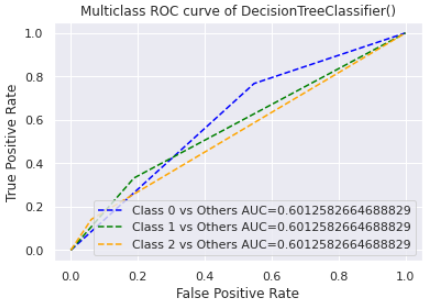 Multiclass ROC curve of DecisionTreeClassifier()
1.0
0.8
0.6
0.4
0.2
0.0
True Positive Rate
Class 0 vs Others AUC=0.6012582664688829
Class 1 vs Others AUC=0.6012582664688829
Class 2 vs Others AUC=0.6012582664688829
0.0 0.2 0.4 0.6 0.8 1.0
False Positive Rate